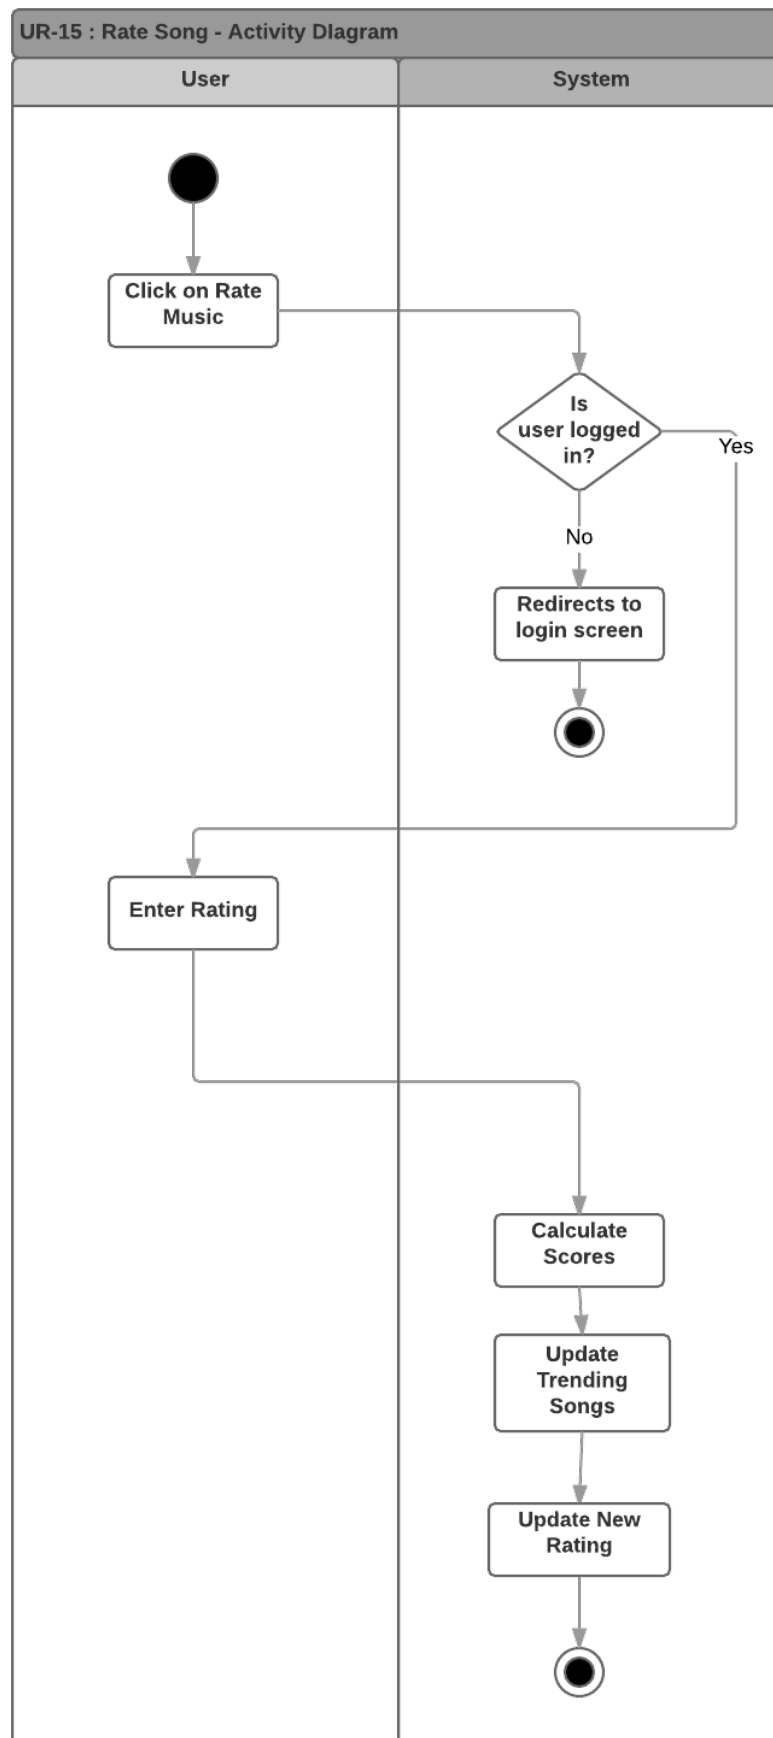 UR-15 : Rate Song - Activity DIagram
User
System
Click on Rate
Music
Is
user logged
in?
Yes
No
Redirects to
login screen
Enter Rating
Calculate
Scores
Update
Trending
Songs
Update New
Rating